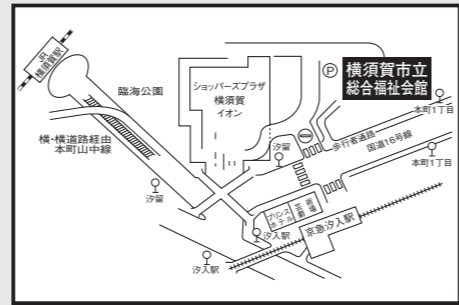 JR
横須賀駅
臨海公園
ショッパーズプラザ
横須賀
イオン
P
横須賀市立
総合福祉会館
本町1丁目
横・横道路経由
本町山中線
汐留
汐留
歩行者通路
国道16号線
本町1丁目
プリンス
ホテル
芸術
劇場
汐入駅
京急汐入駅
汐入駅